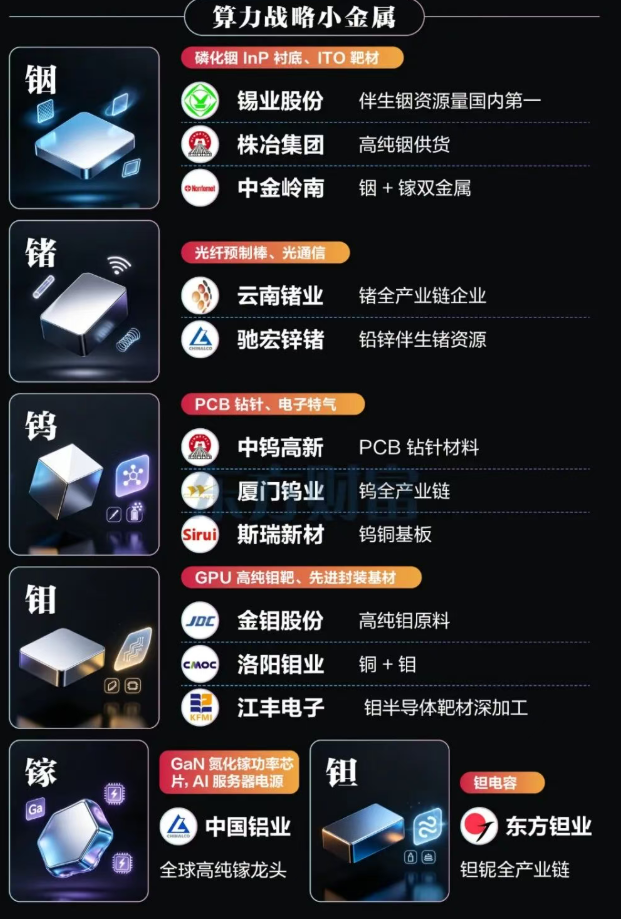 算力战略小金属
铟
磷化铟 InP 衬底、ITO 靶材
锡业股份 伴生铟资源量国内第一
株冶集团 高纯铟供货
Nonfemet 中金岭南 铟 + 镓双金属
锗
光纤预制棒、光通信
云南锗业 锗全产业链企业
CHINALCO 驰宏锌锗 铅锌伴生锗资源
钨
PCB 钻针、电子特气
中钨高新 PCB 钻针材料
东方财富
厦门钨业 钨全产业链
Sirui 斯瑞新材 钨铜基板
钼
GPU 高纯钼靶、先进封装基材
JDC 金钼股份 高纯钼原料
CMOC 洛阳钼业 铜 + 钼
KFMI 江丰电子 钼半导体靶材深加工
镓
Ga
GaN 氮化镓功率芯
片, AI 服务器电源
CHINALCO 中国铝业
全球高纯镓龙头
钽
钽电容
东方钽业
钽铌全产业链